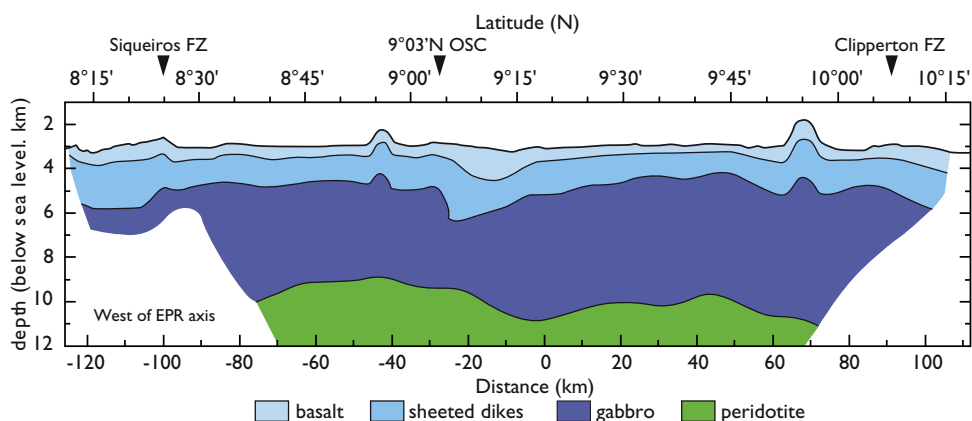 Latitude (N)
Siqueiros FZ 9°03'N OSC Clipperton FZ
8°15' 8°30' 8°45' 9°00' 9°15' 9°30' 9°45' 10°00' 10°15'
depth (below sea level. km)
2
4
6
8
10
12
West of EPR axis
-120 -100 -80 -60 -40 -20 0 20 40 60 80 100
Distance (km)
basalt sheeted dikes gabbro peridotite